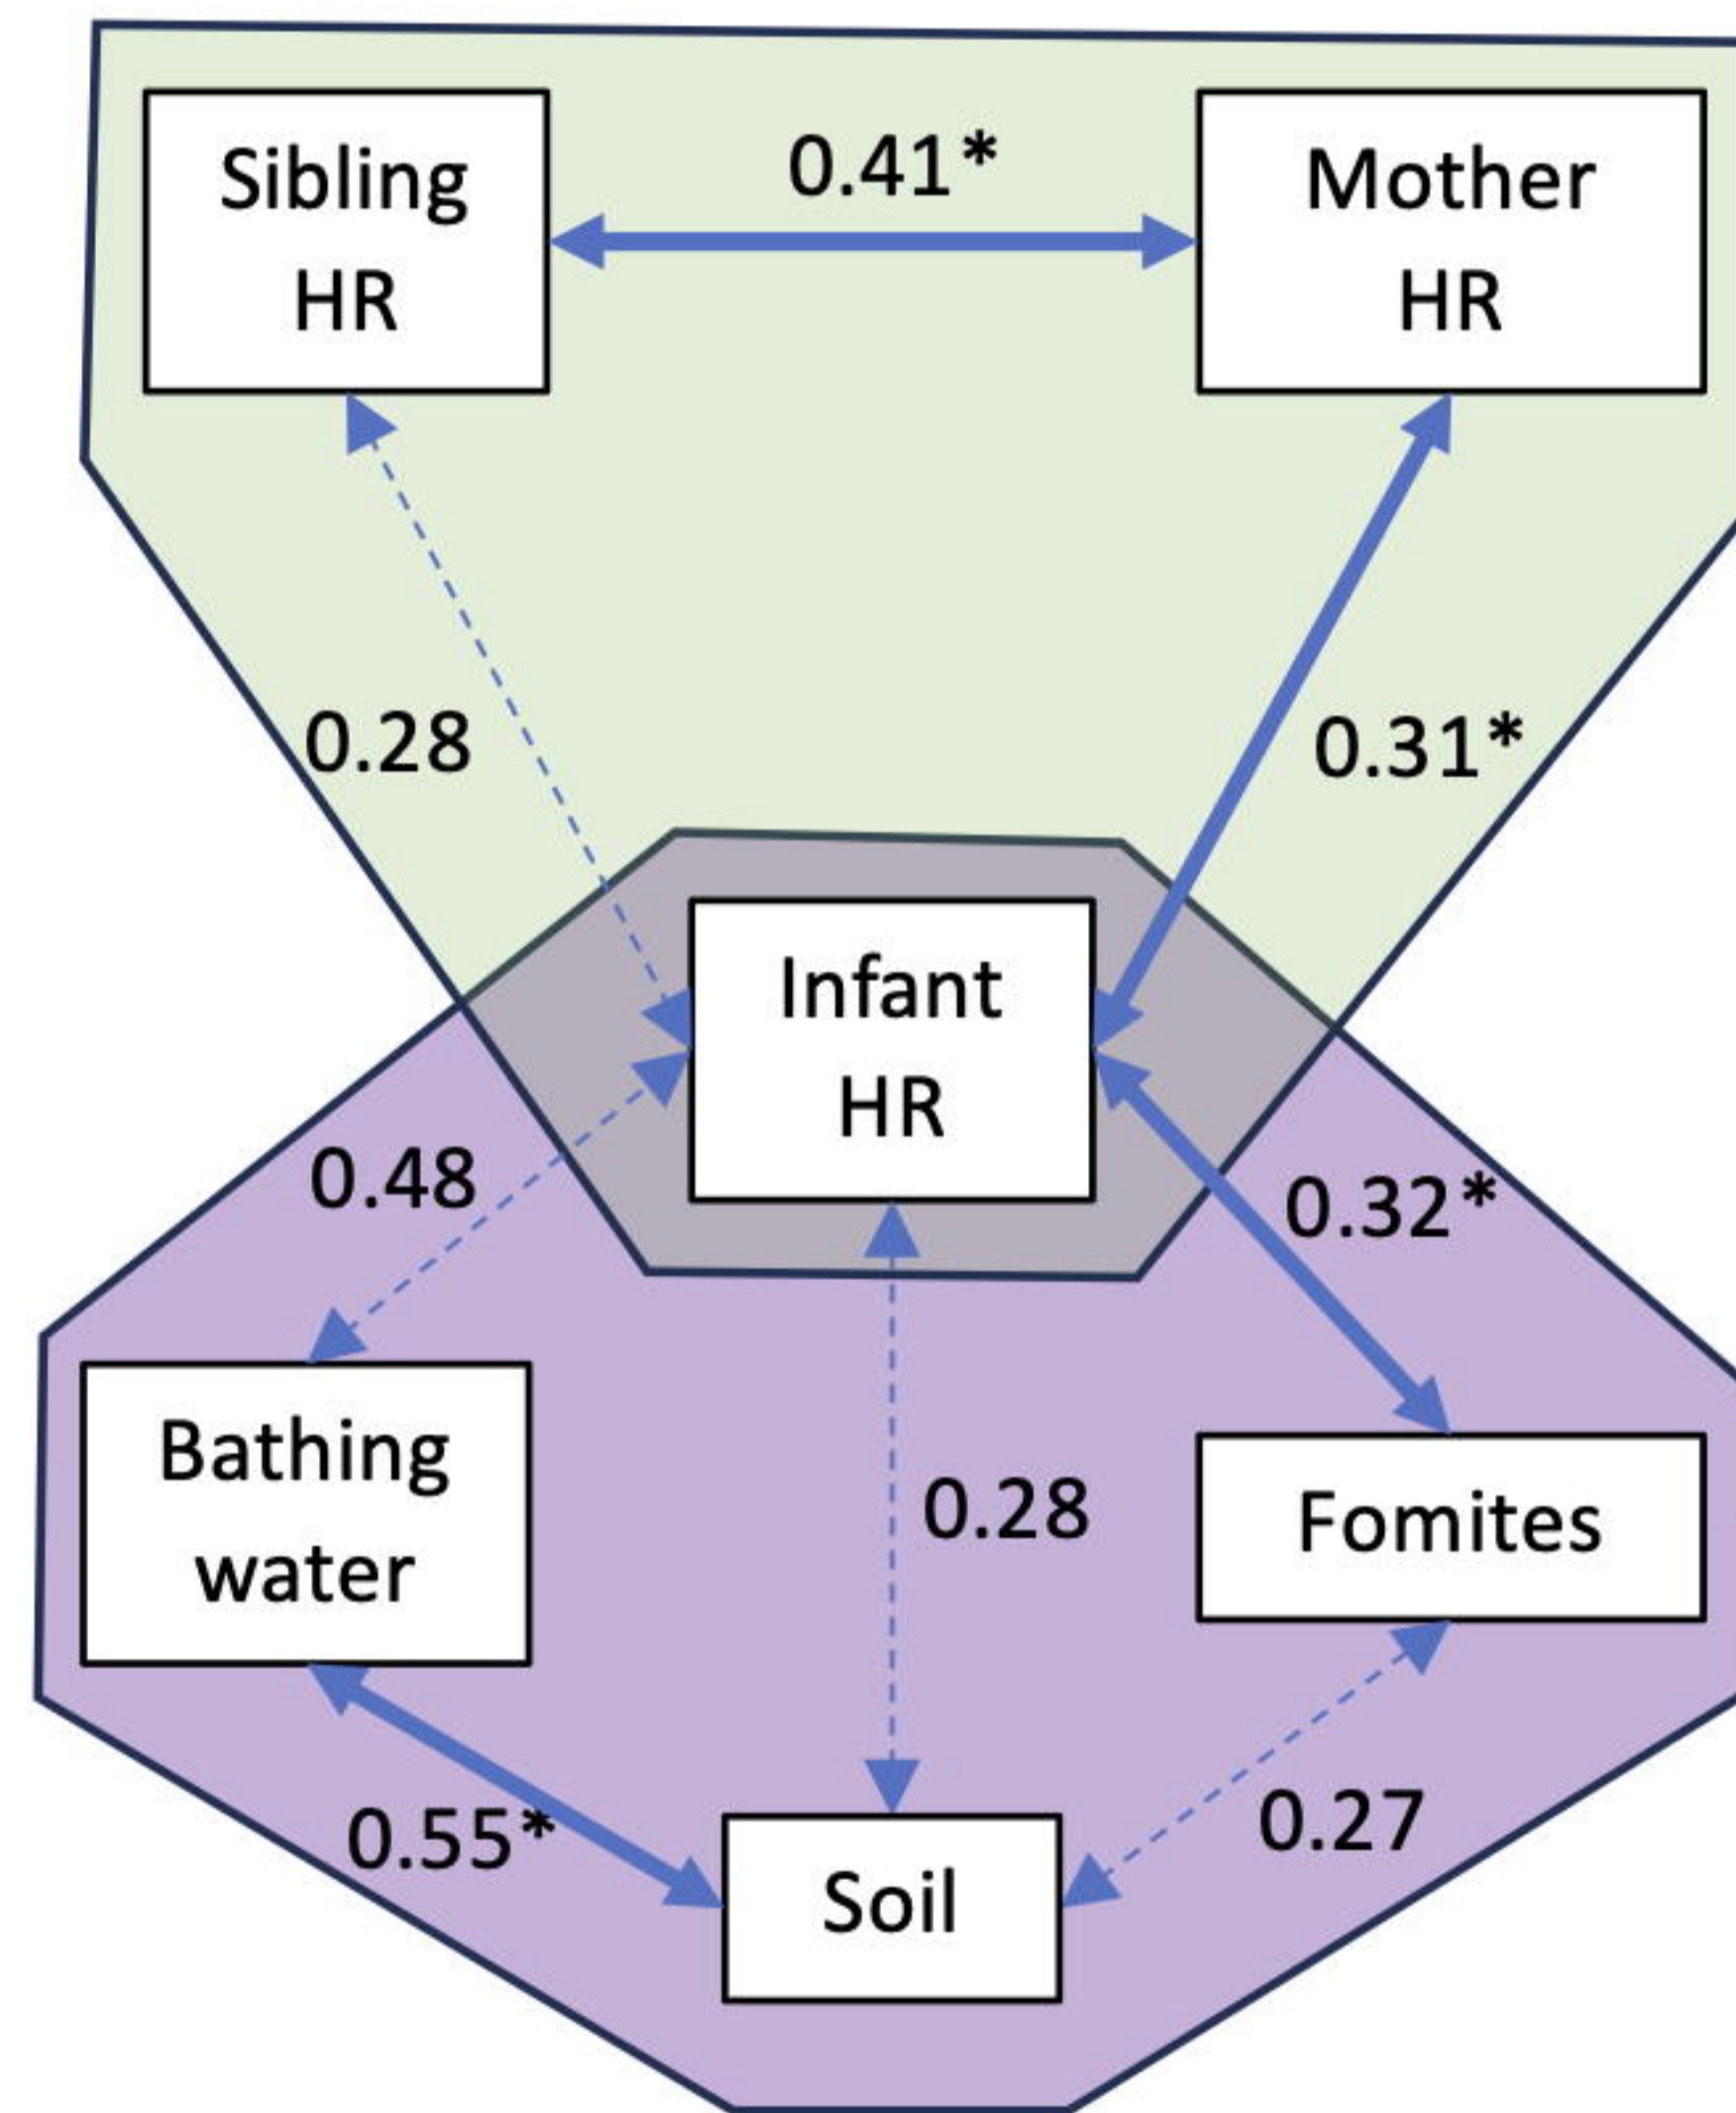 Sibling
HR
0.41*
Mother
HR
0.28
0.31*
Infant
HR
0.48
0.32*
Bathing
water
0.28
Fomites
0.55*
0.27
Soil